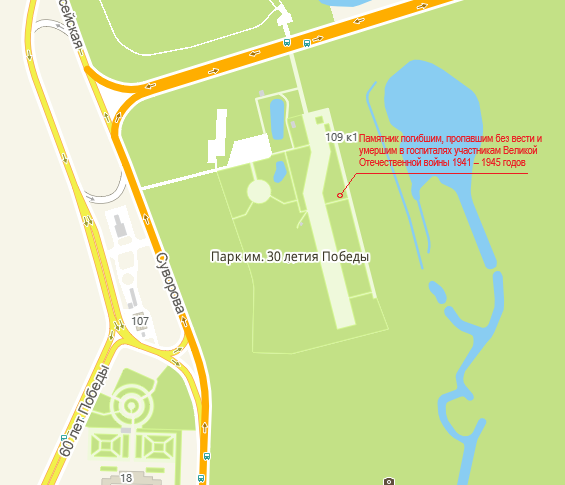 сейская
109 к1
Памятник погибшим, пропавшим без вести и
умершим в госпиталях участникам Великой
Отечественной войны 1941 – 1945 годов
Парк им. 30 летия Победы
Суворова
107
60 лет Победы
18